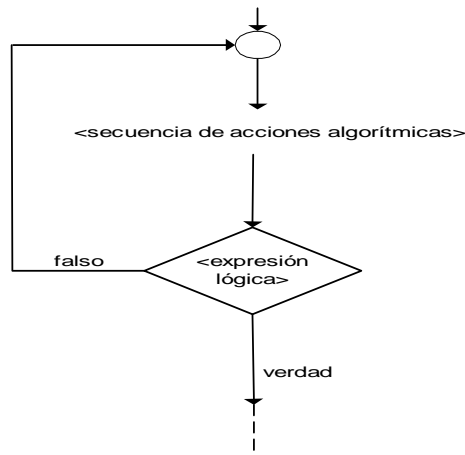 <secuencia de acciones algorítmicas>
falso
<expresión
lógica>
verdad